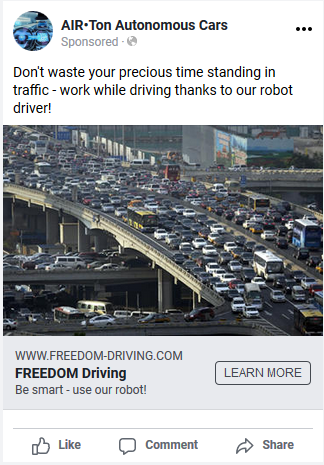 AIR•Ton Autonomous Cars
Sponsored ·
Don't waste your precious time standing in
traffic - work while driving thanks to our robot
driver!
WWW.FREEDOM-DRIVING.COM
FREEDOM Driving
LEARN MORE
Be smart - use our robot!
Like
Comment
Share